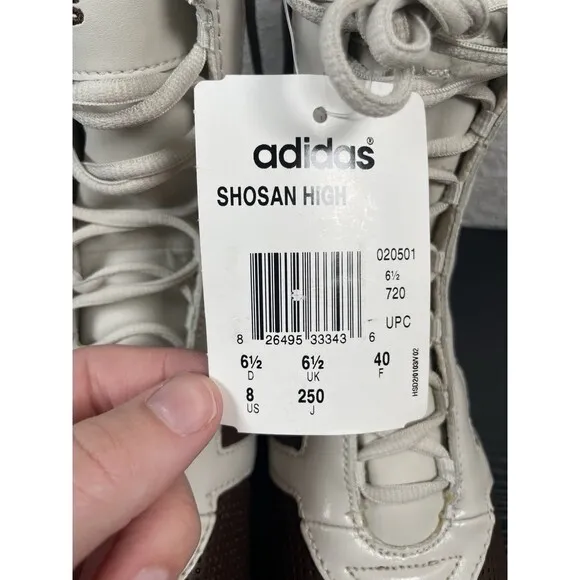 adidas®
SHOSAN HIGH
020501
6½
720
UPC
8 26495 33343 6
6½ 6½ 40
D UK F
8 250
US J